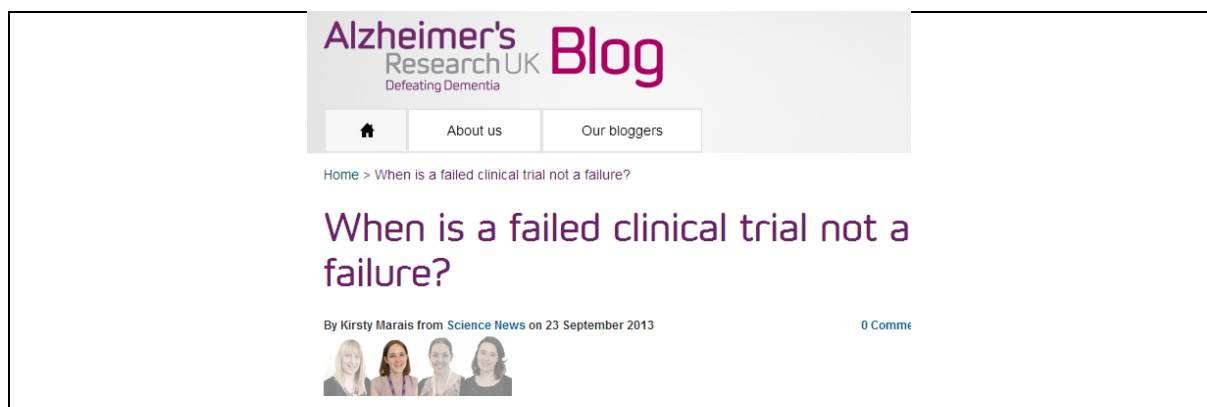 Alzheimer's
Research UK
Defeating Dementia
Blog
About us
Our bloggers
Home > When is a failed clinical trial not a failure?
When is a failed clinical trial not a
failure?
By Kirsty Marais from Science News on 23 September 2013
0 Comme